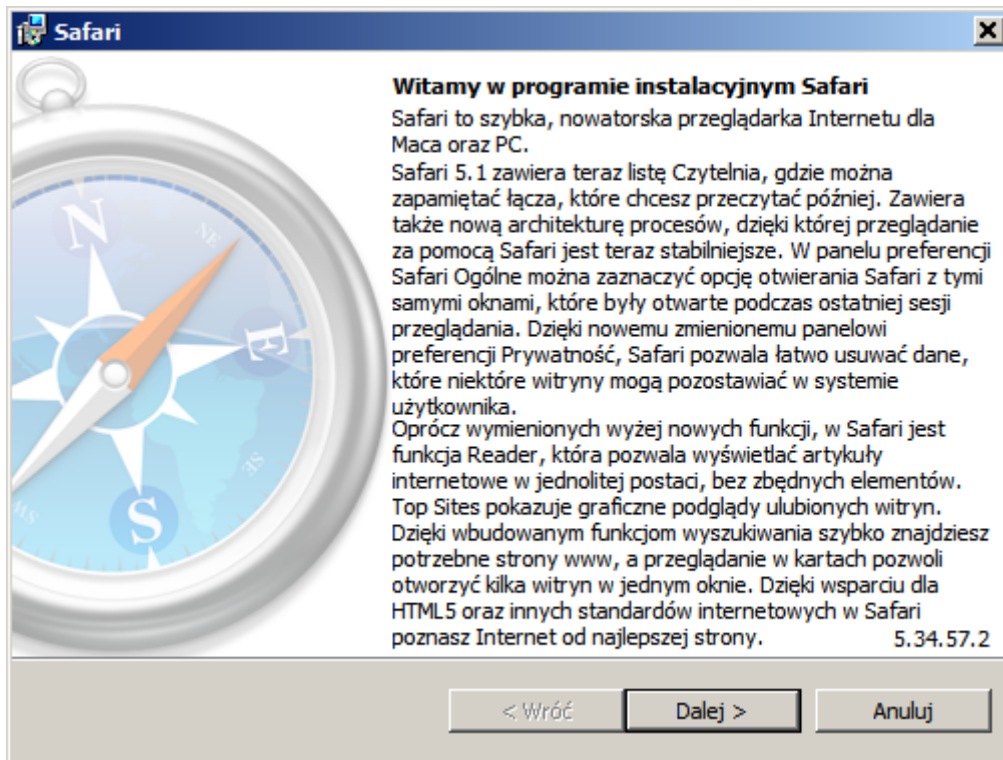 Safari
Witamy w programie instalacyjnym Safari
Safari to szybka, nowatorska przeglądarka Internetu dla
Maca oraz PC.
Safari 5.1 zawiera teraz listę Czytelnia, gdzie można
zapamiętać łącza, które chcesz przeczytać później. Zawiera
także nową architekturę procesów, dzięki której przeglądanie
za pomocą Safari jest teraz stabilniejsze. W panelu preferencji
Safari Ogólne można zaznaczyć opcję otwierania Safari z tymi
samymi oknami, które były otwarte podczas ostatniej sesji
przeglądania. Dzięki nowemu zmienionemu panelowi
preferencji Prywatność, Safari pozwala łatwo usuwać dane,
które niektóre witryny mogą pozostawiać w systemie
użytkownika.
Oprócz wymienionych wyżej nowych funkcji, w Safari jest
funkcja Reader, która pozwala wyświetlać artykuły
internetowe w jednolitej postaci, bez zbędnych elementów.
Top Sites pokazuje graficzne podglądy ulubionych witryn.
Dzięki wbudowanym funkcjom wyszukiwania szybko znajdziesz
potrzebne strony www, a przeglądanie w kartach pozwoli
otworzyć kilka witryn w jednym oknie. Dzięki wsparciu dla
HTML5 oraz innych standardów internetowych w Safari
poznasz Internet od najlepszej strony. 5.34.57.2
N
NE
E
SE
S
SW
< Wróć
Dalej >
Anuluj